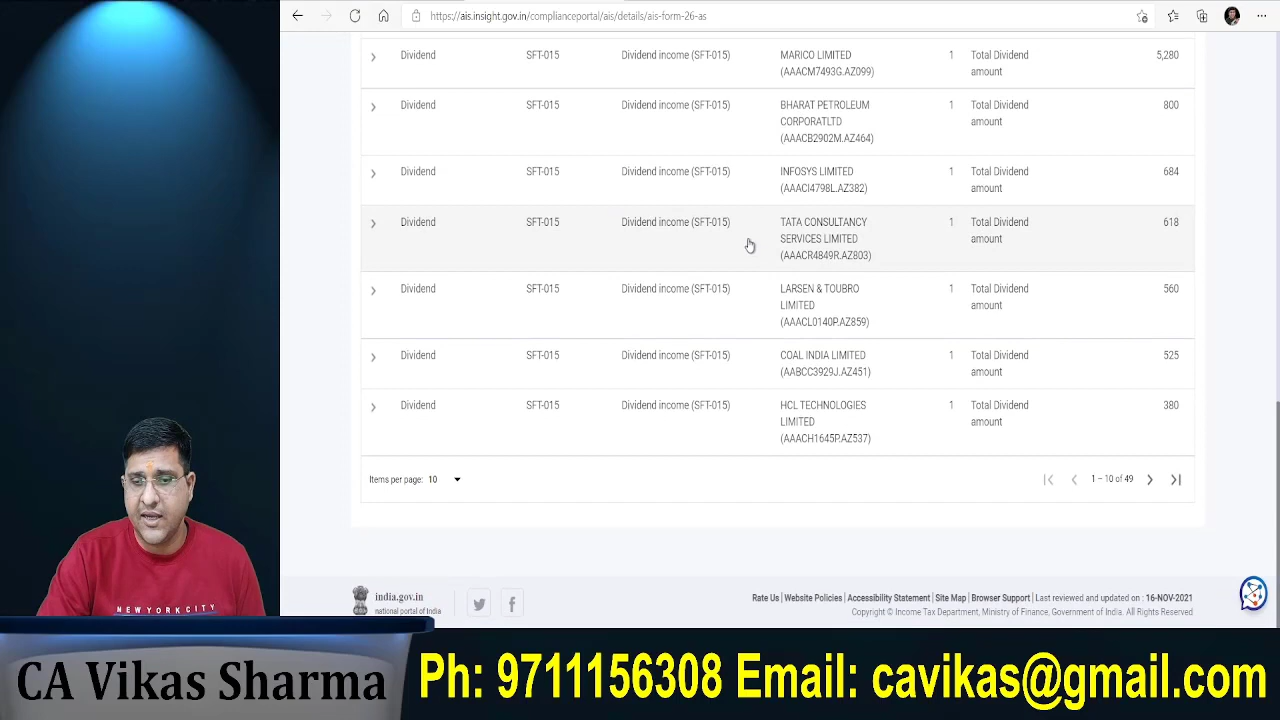 https://ais.insight.gov.in/complianceportal/ais/details/ais-form-26-as
Dividend SFT-015 Dividend income (SFT-015) MARICO LIMITED 1 Total Dividend 5,280
(AAACM7493G.AZ099) amount
Dividend SFT-015 Dividend income (SFT-015) BHARAT PETROLEUM 1 Total Dividend 800
CORPORATLTD amount
(AAACB2902M.AZ464)
Dividend SFT-015 Dividend income (SFT-015) INFOSYS LIMITED 1 Total Dividend 684
(AAACI4798L.AZ382) amount
Dividend SFT-015 Dividend income (SFT-015) TATA CONSULTANCY 1 Total Dividend 618
SERVICES LIMITED amount
(AAACR4849R.AZ803)
Dividend SFT-015 Dividend income (SFT-015) LARSEN & TOUBRO 1 Total Dividend 560
LIMITED amount
(AAACL0140P.AZ859)
Dividend SFT-015 Dividend income (SFT-015) COAL INDIA LIMITED 1 Total Dividend 525
(AABCC3929J.AZ451) amount
Dividend SFT-015 Dividend income (SFT-015) HCL TECHNOLOGIES 1 Total Dividend 380
LIMITED amount
(AAACH1645P.AZ537)
Items per page: 10 1 – 10 of 49
india.gov.in
national portal of India
Rate Us | Website Policies | Accessibility Statement | Site Map | Browser Support | Last reviewed and updated on : 16-NOV-2021
Copyright © Income Tax Department, Ministry of Finance, Government of India. All Rights Reserved
NEWYORKCITY
CA Vikas Sharma
Ph: 9711156308 Email: cavikas@gmail.com